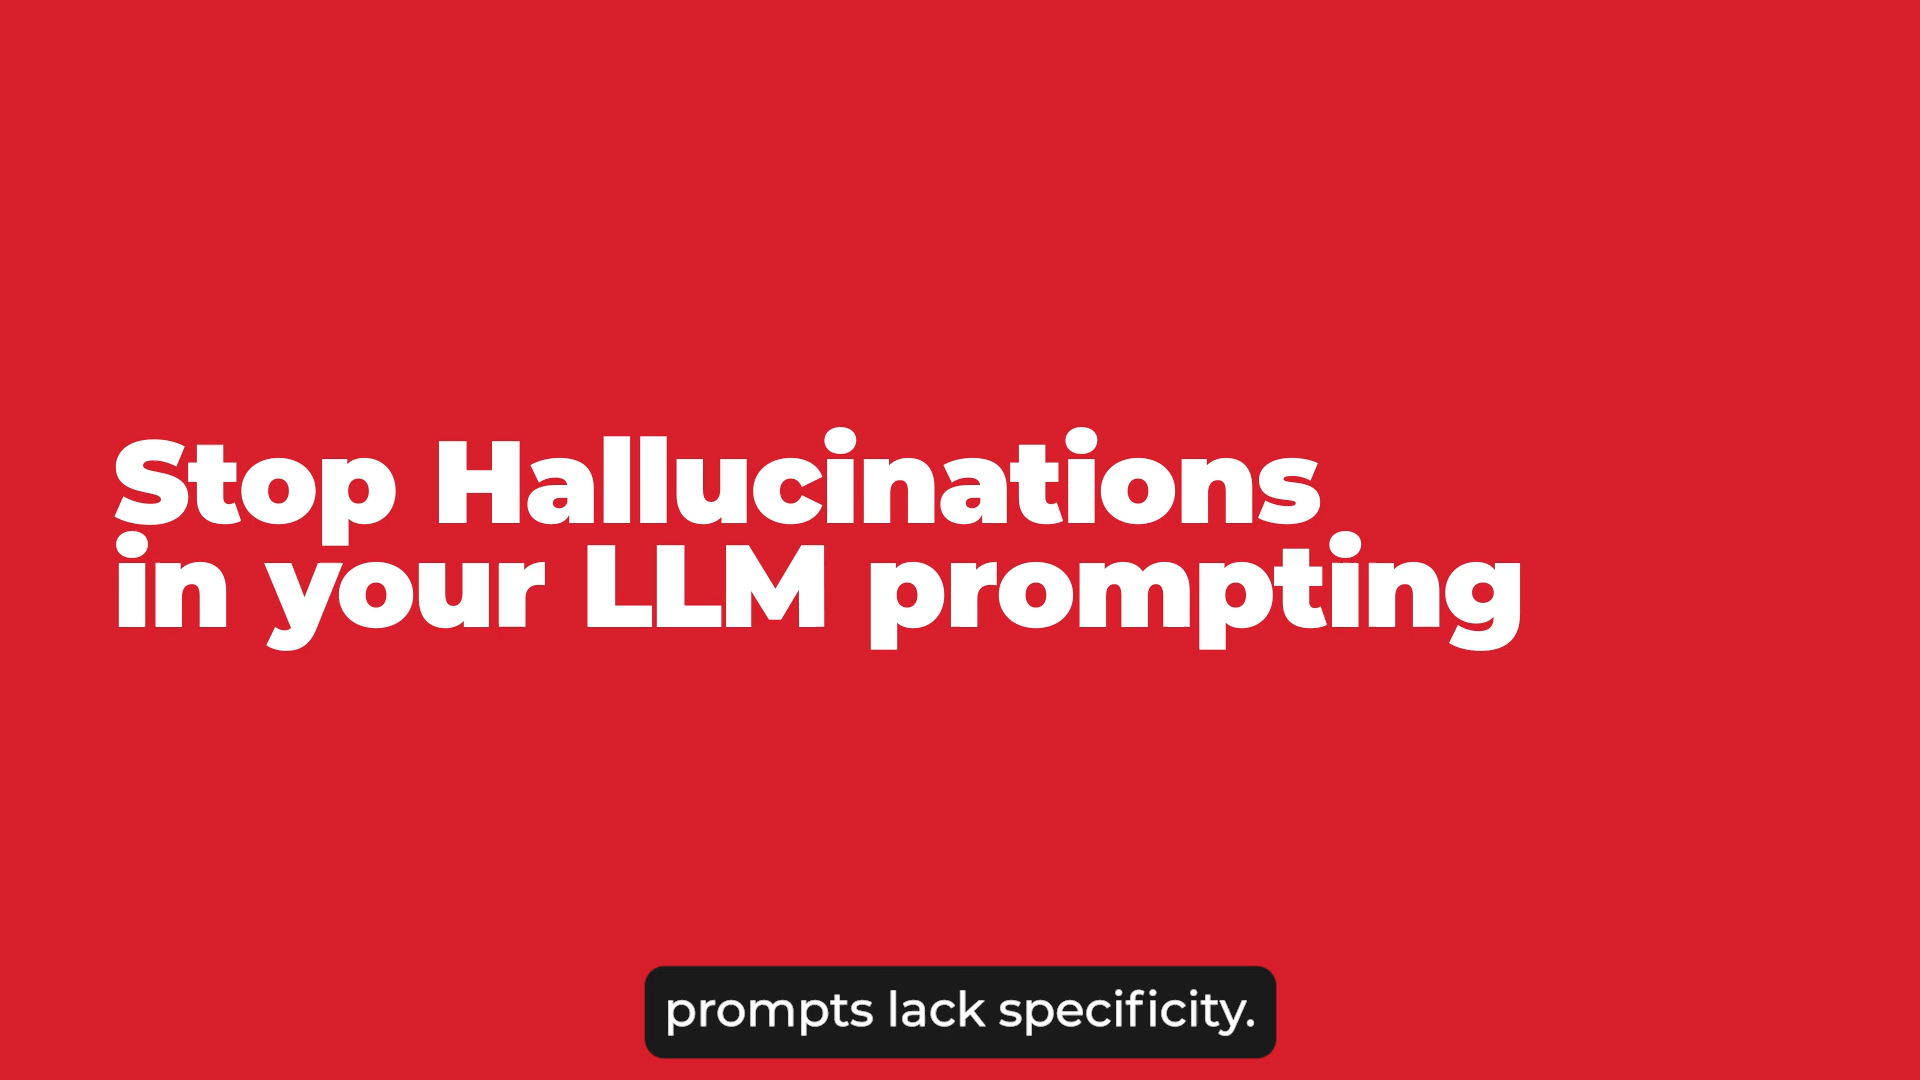 Stop Hallucinations
in your LLM prompting
prompts lack specificity.